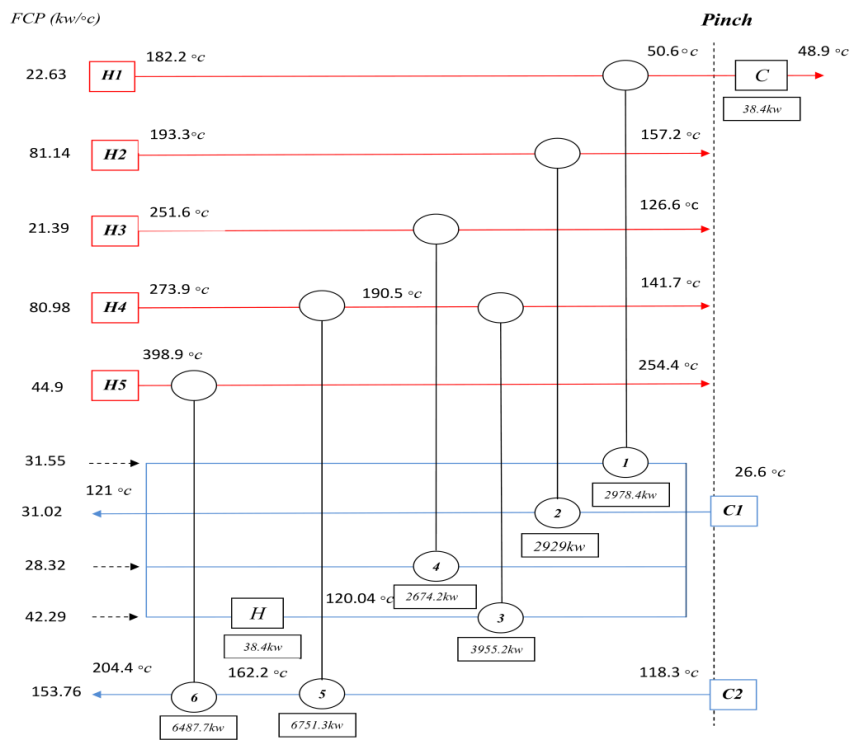 FCP (kw/°c)
Pinch
182.2 °c
50.6°c
48.9 °c
22.63
H1
C
38.4kw
193.3°c
157.2 °c
81.14
H2
251.6 °c
126.6 °c
21.39
H3
273.9 °c
190.5 °c
141.7 °c
80.98
H4
398.9 °c
254.4 °c
44.9
H5
31.55
1
26.6 °c
2978.4kw
121 °c
31.02
2
C1
2929kw
28.32
4
120.04 °c
2674.2kw
42.29
H
3
38.4kw
3955.2kw
204.4 °c
162.2 °c
118.3 °c
153.76
6
5
C2
6487.7kw
6751.3kw